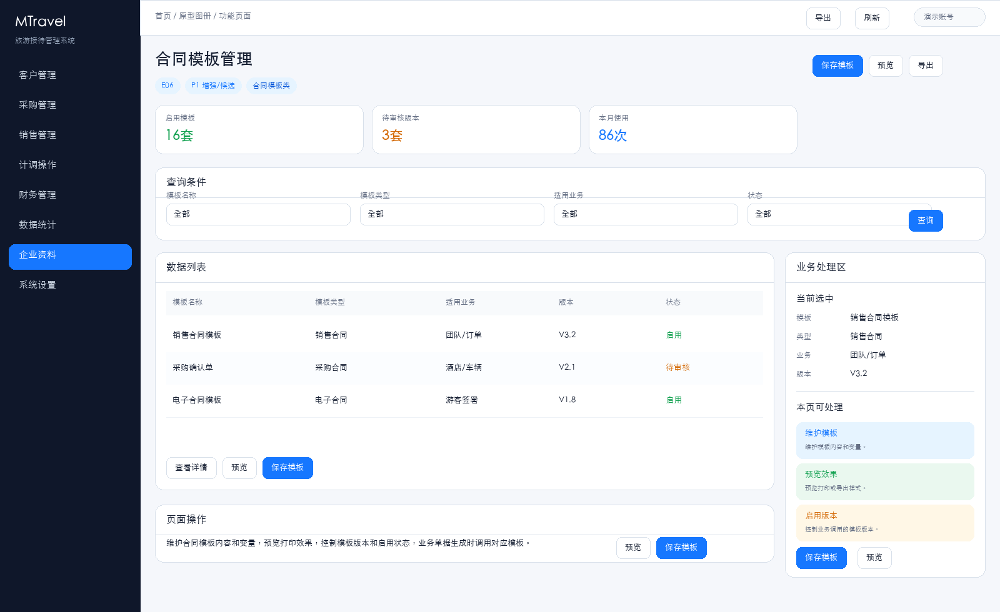 MTravel
旅游接待管理系统
客户管理
采购管理
销售管理
计调操作
财务管理
数据统计
企业资料
系统设置
首页 / 原型图册 / 功能页面
导出
刷新
演示账号
合同模板管理
保存模板
预览
导出
E06
P1 增强/候选
合同模板类
启用模板
16套
待审核版本
3套
本月使用
86次
查询条件
模板名称
模板类型
适用业务
状态
全部
全部
全部
全部
查询
数据列表
模板名称 模板类型 适用业务 版本 状态
销售合同模板 销售合同 团队/订单 V3.2 启用
采购确认单 采购合同 酒店/车辆 V2.1 待审核
电子合同模板 电子合同 游客签署 V1.8 启用
查看详情
预览
保存模板
页面操作
维护合同模板内容和变量，预览打印效果，控制模板版本和启用状态，业务单据生成时调用对应模板。
预览
保存模板
业务处理区
当前选中
模板 销售合同模板
类型 销售合同
业务 团队/订单
版本 V3.2
本页可处理
维护模板
维护模板内容和变量。
预览效果
预览打印或导出样式。
启用版本
控制业务调用的模板版本。
保存模板
预览